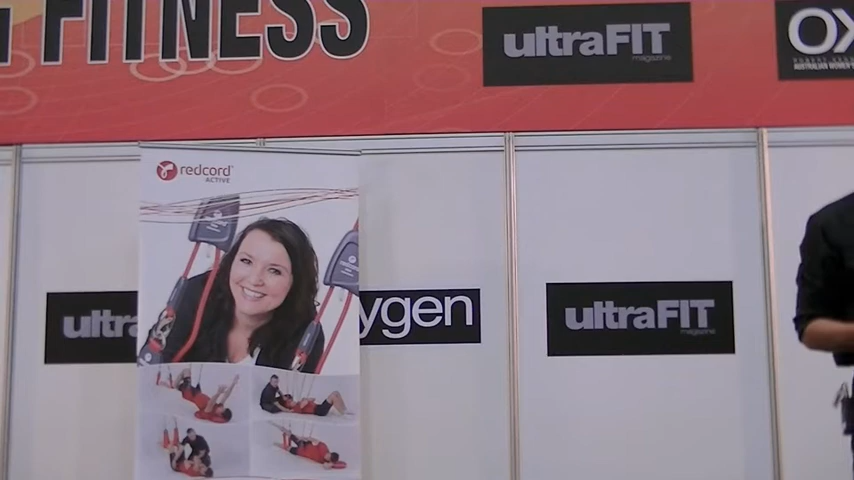 FITNESS
ultraFIT
magazine
OX
redcord
ACTIVE
ultra
ygen
ultraFIT
magazine